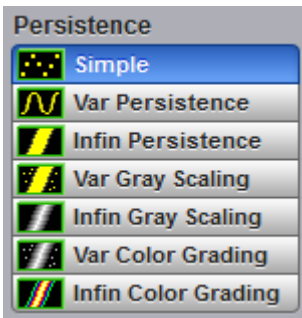 Persistence
Simple
Var Persistence
Infin Persistence
Var Gray Scaling
Infin Gray Scaling
Var Color Grading
Infin Color Grading